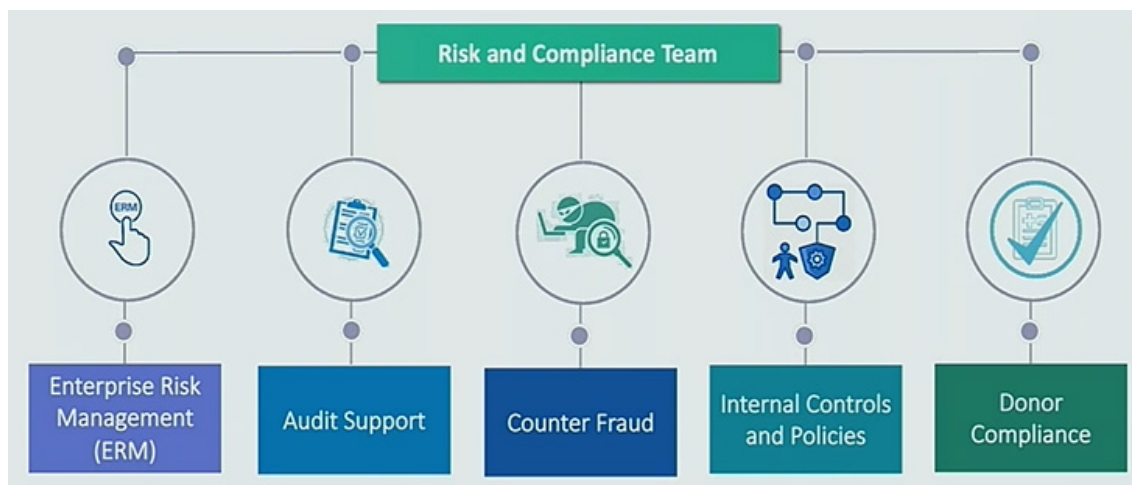 Risk and Compliance Team
ERM
Enterprise Risk
Management
(ERM)
Audit Support
Counter Fraud
Internal Controls
and Policies
Donor
Compliance